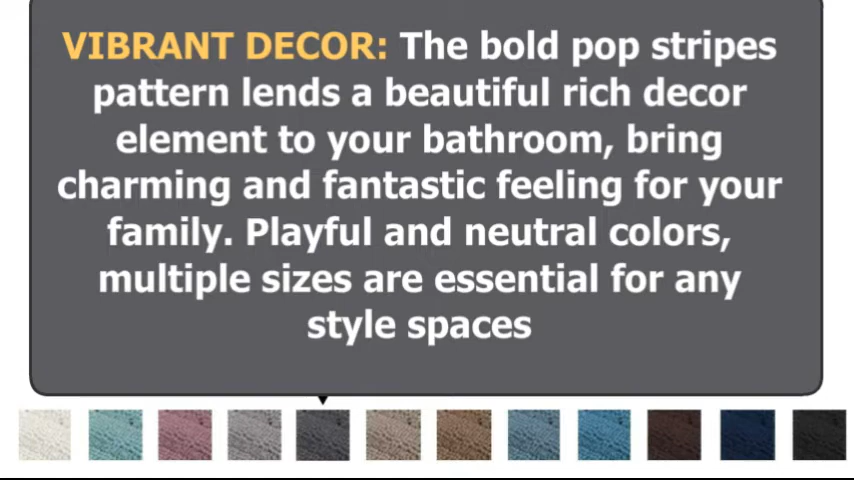 VIBRANT DECOR: The bold pop stripes
pattern lends a beautiful rich decor
element to your bathroom, bring
charming and fantastic feeling for your
family. Playful and neutral colors,
multiple sizes are essential for any
style spaces